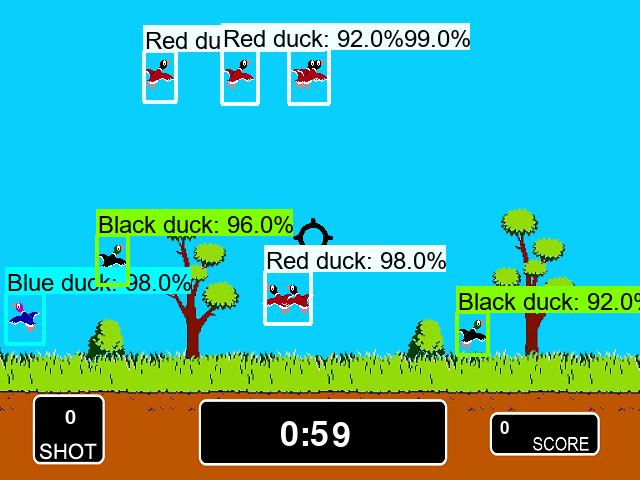 Red du
Red duck: 92.0%99.0%
Black duck: 96.0%
Red duck: 98.0%
Blue duck: 98.0%
Black duck: 92.0%
0
SHOT
0:59
0
SCORE